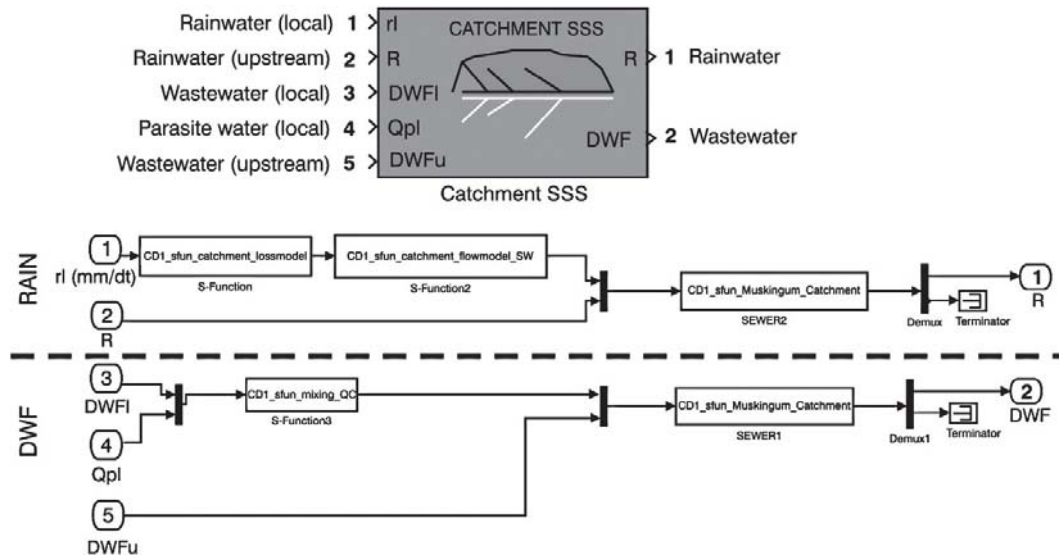 Rainwater (local) 1 rl
CATCHMENT SSS
Rainwater (upstream) 2 R
R 1 Rainwater
Wastewater (local) 3 DWFl
Parasite water (local) 4 Qpl
DWF 2 Wastewater
Wastewater (upstream) 5 DWFu
Catchment SSS
RAIN
1
rl (mm/dt)
CD1_sfun_catchment_lossmodel
S-Function
CD1_sfun_catchment_flowmodel_SW
S-Function2
2
R
CD1_sfun_Muskingum_Catchment
SEWER2
Demux
Terminator
1
R
DWF
3
DWFl
4
Qpl
CD1_sfun_mixing_QC
S-Function3
5
DWFu
CD1_sfun_Muskingum_Catchment
SEWER1
Demux1
Terminator
2
DWF